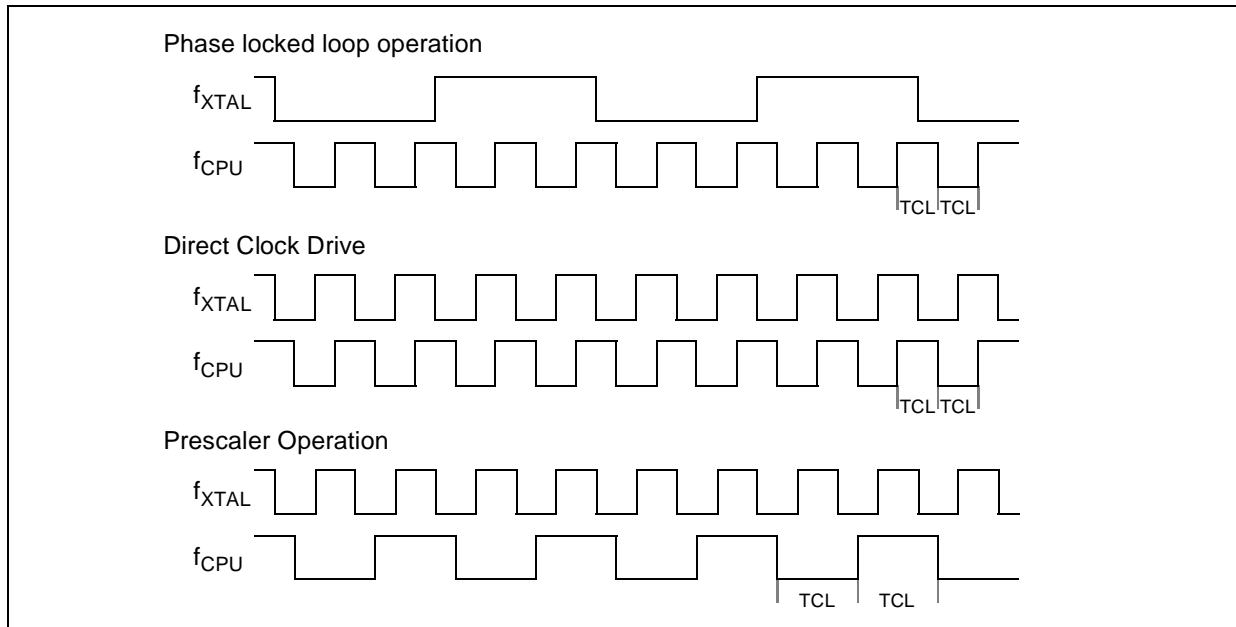 Phase locked loop operation
fXTAL
fCPU
TCL TCL
Direct Clock Drive
fXTAL
fCPU
TCL TCL
Prescaler Operation
fXTAL
fCPU
TCL TCL